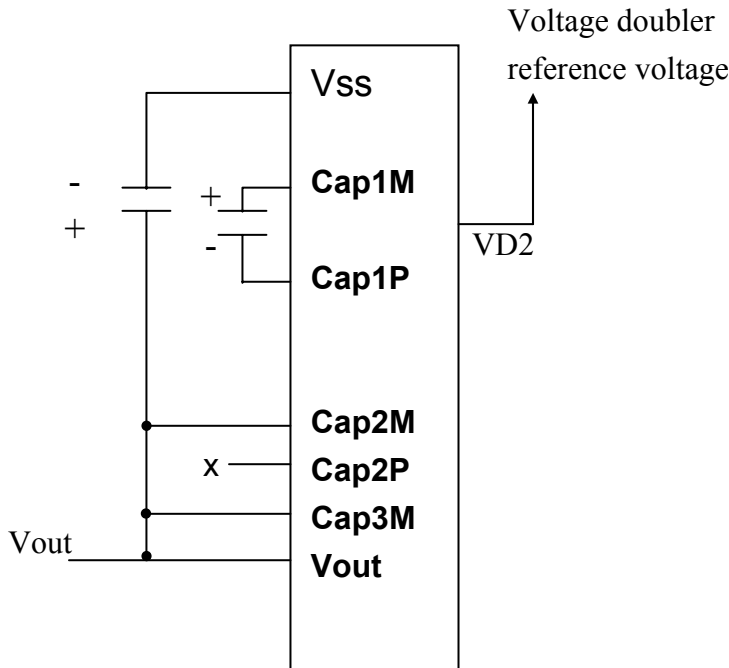 Voltage doubler
reference voltage
Vss
-
+
+
-
Cap1M
VD2
Cap1P
Cap2M
x
Cap2P
Cap3M
Vout
Vout